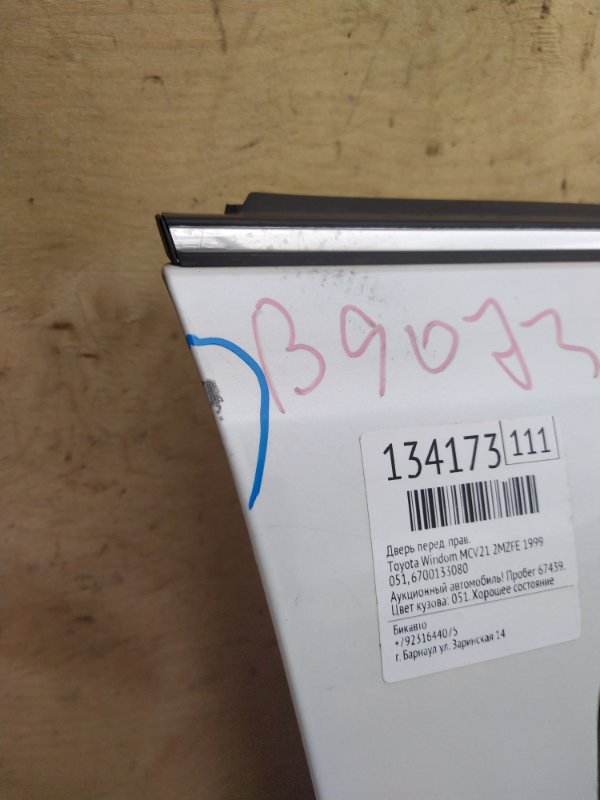 B9073
134173 111
Дверь перед. прав.
Toyota Windom MCV21 2MZFE 1999
051, 6700133080
Аукционный автомобиль! Пробег 67439.
Цвет кузова: 051. Хорошее состояние
Бикавто
+79231644075
г. Барнаул ул. Заринская 14